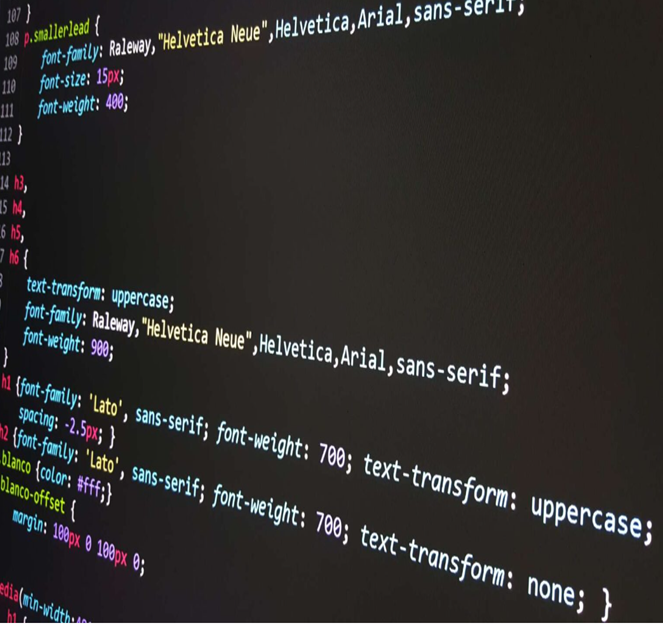 107 }
108 p.smallerlead {
109 font-family: Raleway,"Helvetica Neue",Helvetica,Arial,sans-serif;
110 font-size: 15px;
111 font-weight: 400;
112 }
13
14 h3,
15 h4,
6 h5,
7 h6 {
text-transform: uppercase;
font-family: Raleway,"Helvetica Neue",Helvetica,Arial,sans-serif;
font-weight: 900;
}
h1 {font-family: 'Lato', sans-serif; font-weight: 700; text-transform: uppercase;
spacing: -2.5px; }
h2 {font-family: 'Lato', sans-serif; font-weight: 700; text-transform: none; }
.blanco {color: #fff;}
blanco-offset {
margin: 100px 0 100px 0;
edia(min-width:
h1 {